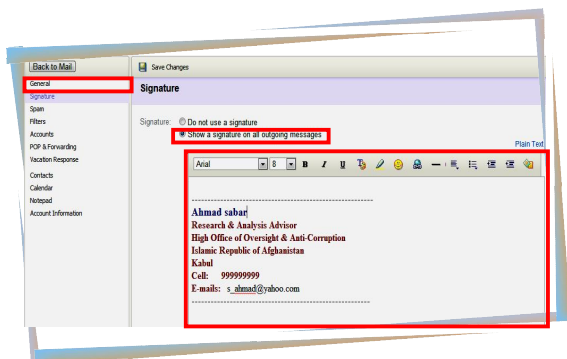 Back to Mail
Save Changes
General
Signature
Signature
Spam
Filters
Accounts
POP & Forwarding
Vacation Response
Contacts
Calendar
Notepad
Account Information
Signature: Do not use a signature
Show a signature on all outgoing messages
Plain Text
Arial 8 B I U
--------------------------------------------------------
Ahmad sabar
Research & Analysis Advisor
High Office of Oversight & Anti-Corruption
Islamic Republic of Afghanistan
Kabul
Cell: 999999999
E-mails: s_ahmad@yahoo.com
--------------------------------------------------------